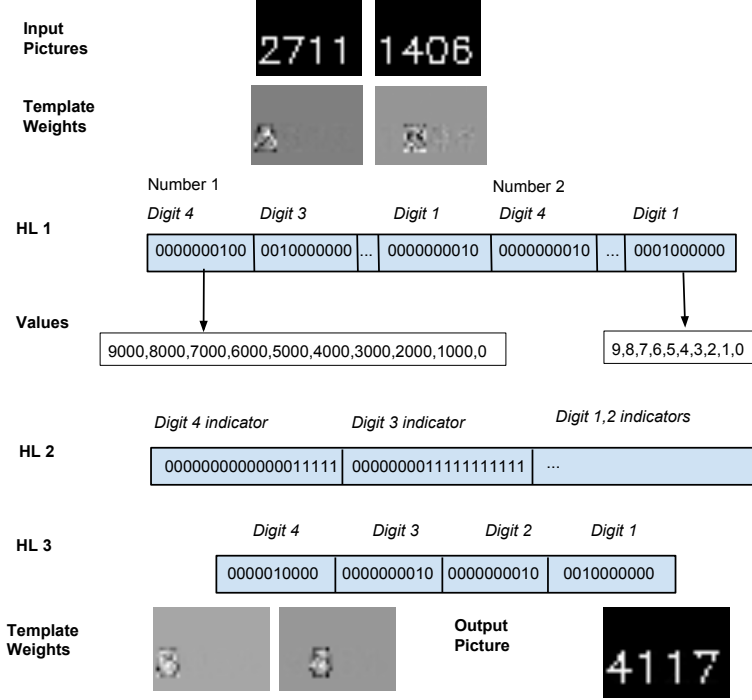 Input
Pictures
2711 1406
Template
Weights
Number 1 Number 2
Digit 4 Digit 3 Digit 1 Digit 4 Digit 1
HL 1
0000000100 0010000000 ... 0000000010 0000000010 ... 0001000000
Values
9000,8000,7000,6000,5000,4000,3000,2000,1000,0 9,8,7,6,5,4,3,2,1,0
Digit 4 indicator Digit 3 indicator Digit 1,2 indicators
HL 2
0000000000000011111 0000000011111111111 ...
HL 3
Digit 4 Digit 3 Digit 2 Digit 1
0000010000 0000000010 0000000010 0010000000
Template
Weights
Output
Picture
4117